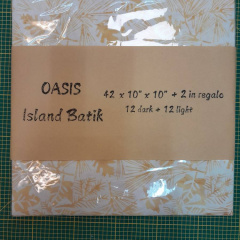 OASIS
Island Batik
42 x 10" x 10" + 2 in regalo
12 dark + 12 light